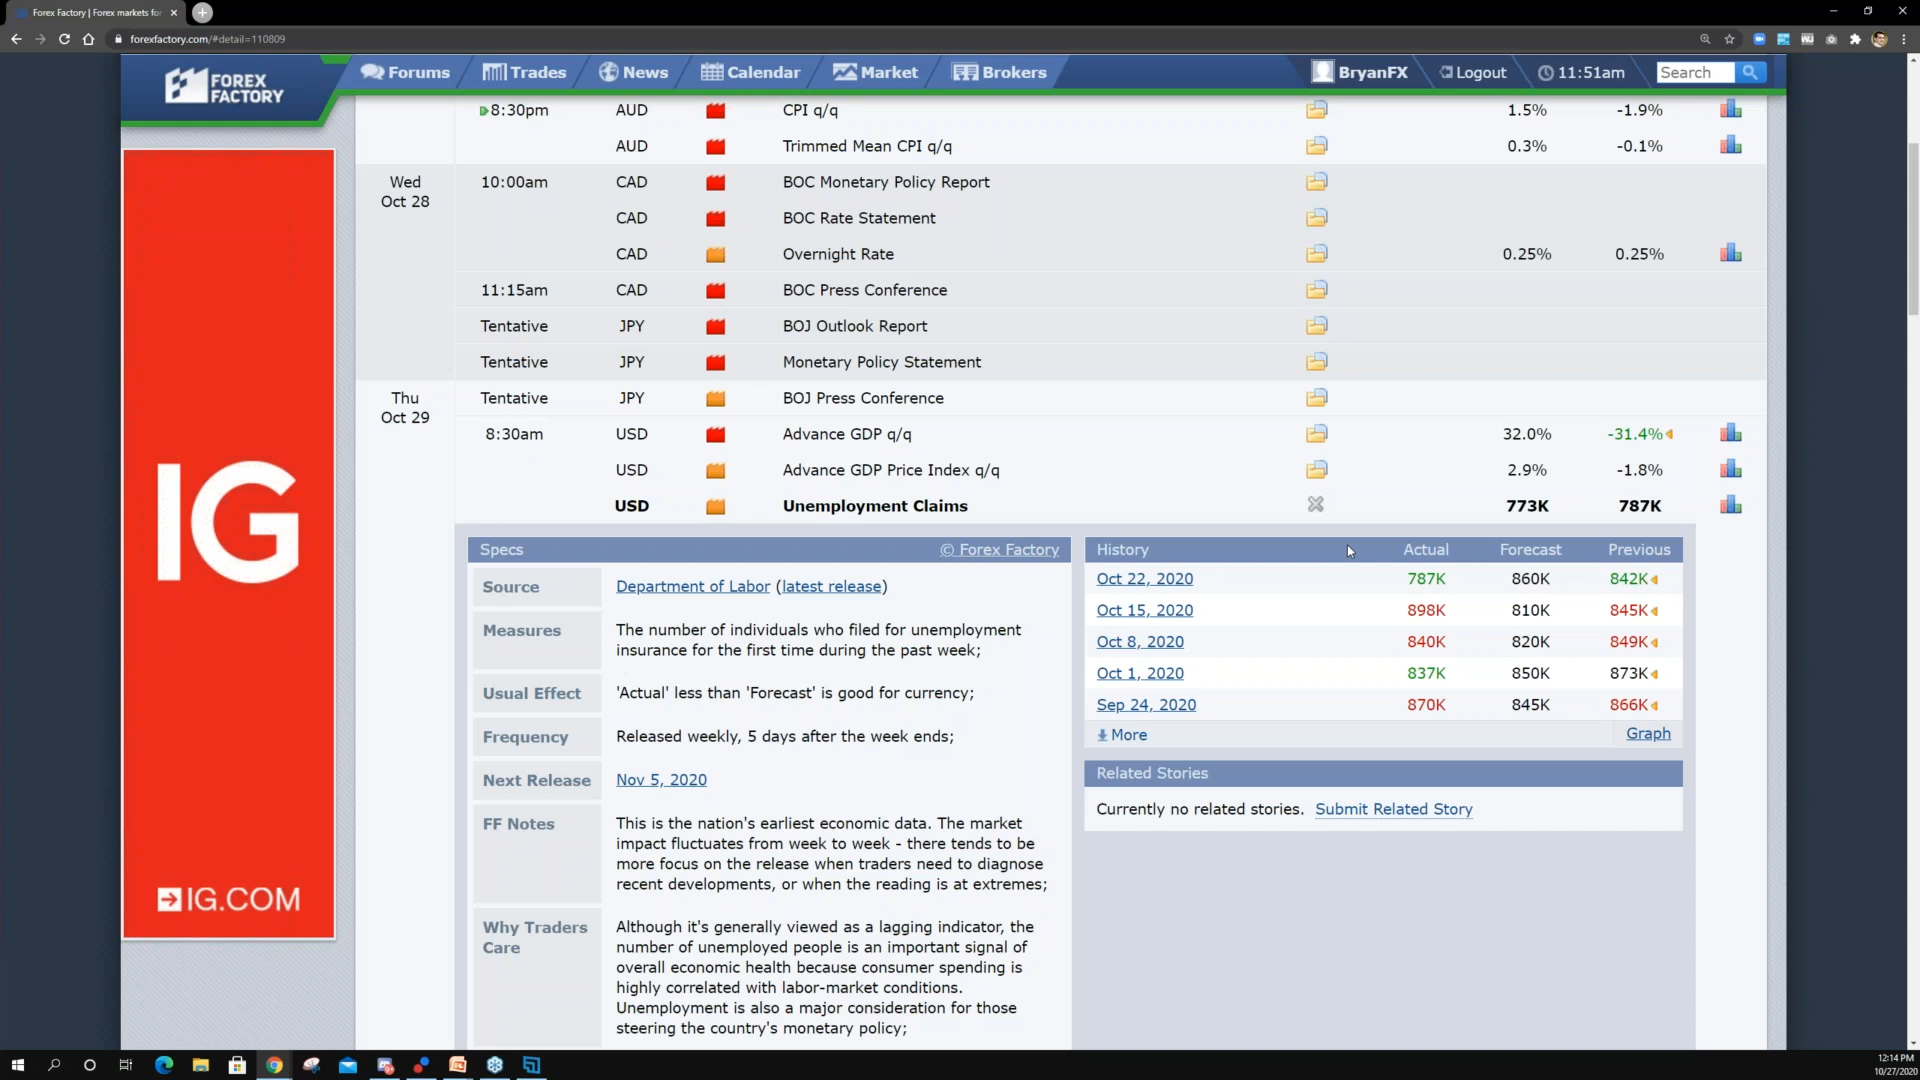 Forex Factory | Forex markets for
forexfactory.com/#detail=110809
FOREX FACTORY
Forums Trades News Calendar Market Brokers BryanFX Logout 11:51am Search
8:30pm AUD CPI q/q 1.5% -1.9%
AUD Trimmed Mean CPI q/q 0.3% -0.1%
Wed Oct 28 10:00am CAD BOC Monetary Policy Report
CAD BOC Rate Statement
CAD Overnight Rate 0.25% 0.25%
11:15am CAD BOC Press Conference
Tentative JPY BOJ Outlook Report
Tentative JPY Monetary Policy Statement
Thu Oct 29 Tentative JPY BOJ Press Conference
8:30am USD Advance GDP q/q 32.0% -31.4%
USD Advance GDP Price Index q/q 2.9% -1.8%
USD Unemployment Claims 773K 787K
Specs © Forex Factory
Source Department of Labor (latest release)
Measures The number of individuals who filed for unemployment
insurance for the first time during the past week;
Usual Effect 'Actual' less than 'Forecast' is good for currency;
Frequency Released weekly, 5 days after the week ends;
Next Release Nov 5, 2020
FF Notes This is the nation's earliest economic data. The market
impact fluctuates from week to week - there tends to be
more focus on the release when traders need to diagnose
recent developments, or when the reading is at extremes;
Why Traders Care Although it's generally viewed as a lagging indicator, the
number of unemployed people is an important signal of
overall economic health because consumer spending is
highly correlated with labor-market conditions.
Unemployment is also a major consideration for those
steering the country's monetary policy;
History Actual Forecast Previous
Oct 22, 2020 787K 860K 842K
Oct 15, 2020 898K 810K 845K
Oct 8, 2020 840K 820K 849K
Oct 1, 2020 837K 850K 873K
Sep 24, 2020 870K 845K 866K
More Graph
Related Stories
Currently no related stories. Submit Related Story
IG
IG.COM
12:14 PM
10/27/2020